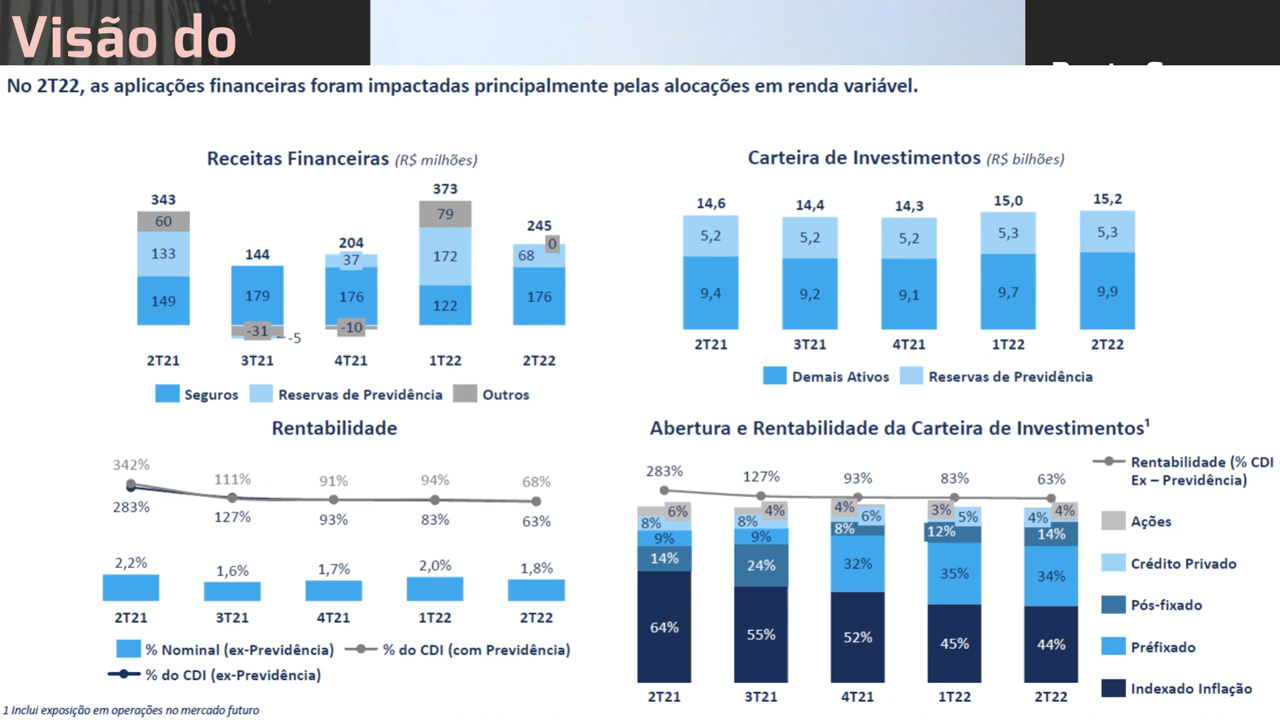 Visão do
No 2T22, as aplicações financeiras foram impactadas principalmente pelas alocações em renda variável.
Receitas Financeiras (R$ milhões)
343
60
133
149
144
179
-31
-5
204
37
176
-10
373
79
172
122
245
0
68
176
2T21 3T21 4T21 1T22 2T22
Seguros Reservas de Previdência Outros
Carteira de Investimentos (R$ bilhões)
14,6 14,4 14,3 15,0 15,2
5,2 5,2 5,2 5,3 5,3
9,4 9,2 9,1 9,7 9,9
2T21 3T21 4T21 1T22 2T22
Demais Ativos Reservas de Previdência
Rentabilidade
342% 111% 91% 94% 68%
283% 127% 93% 83% 63%
2,2% 1,6% 1,7% 2,0% 1,8%
2T21 3T21 4T21 1T22 2T22
% Nominal (ex-Previdência) % do CDI (com Previdência)
% do CDI (ex-Previdência)
Abertura e Rentabilidade da Carteira de Investimentos¹
283% 127% 93% 83% 63%
6% 4% 4% 6% 3% 5% 4% 4%
8% 8% 8% 12% 14%
9% 9% 32% 35% 34%
14% 24%
64% 55% 52% 45% 44%
2T21 3T21 4T21 1T22 2T22
Rentabilidade (% CDI
Ex – Previdência)
Ações
Crédito Privado
Pós-fixado
Préfixado
Indexado Inflação
1 Inclui exposição em operações no mercado futuro